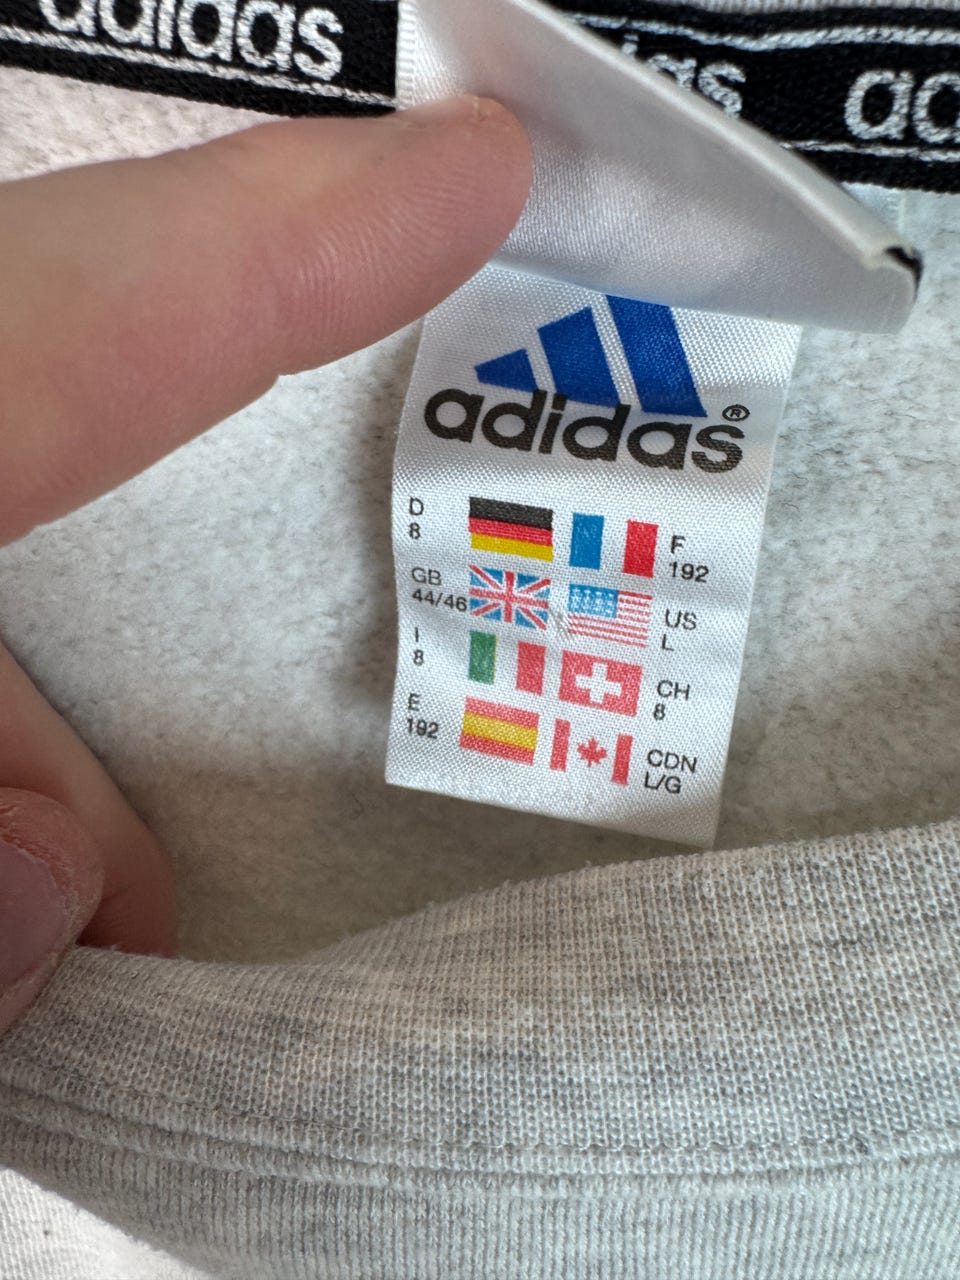 adidas
adidas
adidas®
D
8
F
192
GB
44/46
US
L
I
8
CH
8
E
192
CDN
L/G